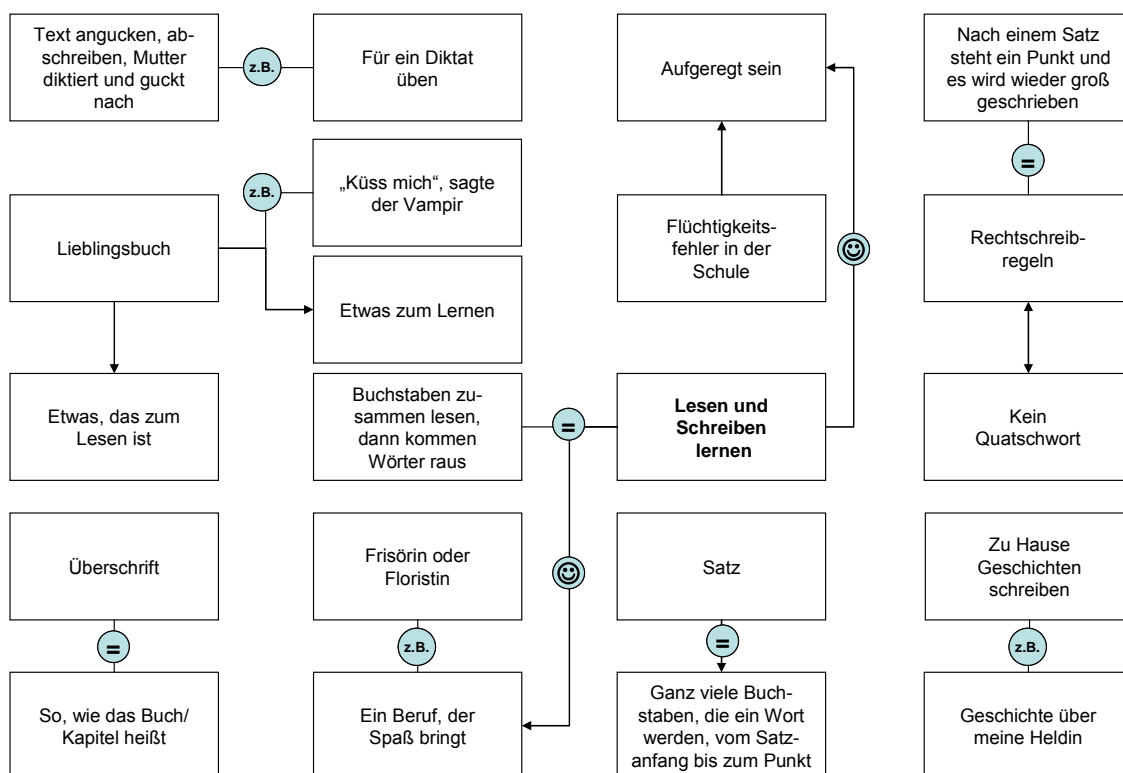 Text angucken, ab-
schreiben, Mutter
diktiert und guckt
nach
z.B.
Für ein Diktat
üben
Aufgeregt sein
Nach einem Satz
steht ein Punkt und
es wird wieder groß
geschrieben
=
Lieblingsbuch
z.B.
„Küss mich“, sagte
der Vampir
Etwas zum Lernen
Flüchtigkeits-
fehler in der
Schule
Rechtschreib-
regeln
Etwas, das zum
Lesen ist
Buchstaben zu-
sammen lesen,
dann kommen
Wörter raus
=
Lesen und
Schreiben
lernen
Kein
Quatschwort
Überschrift
Frisörin oder
Floristin
Satz
Zu Hause
Geschichten
schreiben
=
z.B.
=
z.B.
So, wie das Buch/
Kapitel heißt
Ein Beruf, der
Spaß bringt
Ganz viele Buch-
staben, die ein Wort
werden, vom Satz-
anfang bis zum Punkt
Geschichte über
meine Heldin